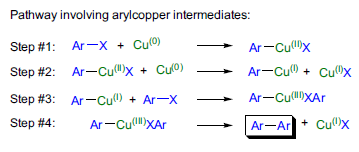 Pathway involving arylcopper intermediates:
Step #1: Ar—X + Cu(0) → Ar—Cu(II)X
Step #2: Ar—Cu(II)X + Cu(0) → Ar—Cu(I) + Cu(I)X
Step #3: Ar—Cu(I) + Ar—X → Ar—Cu(III)XAr
Step #4: Ar—Cu(III)XAr → Ar—Ar + Cu(I)X